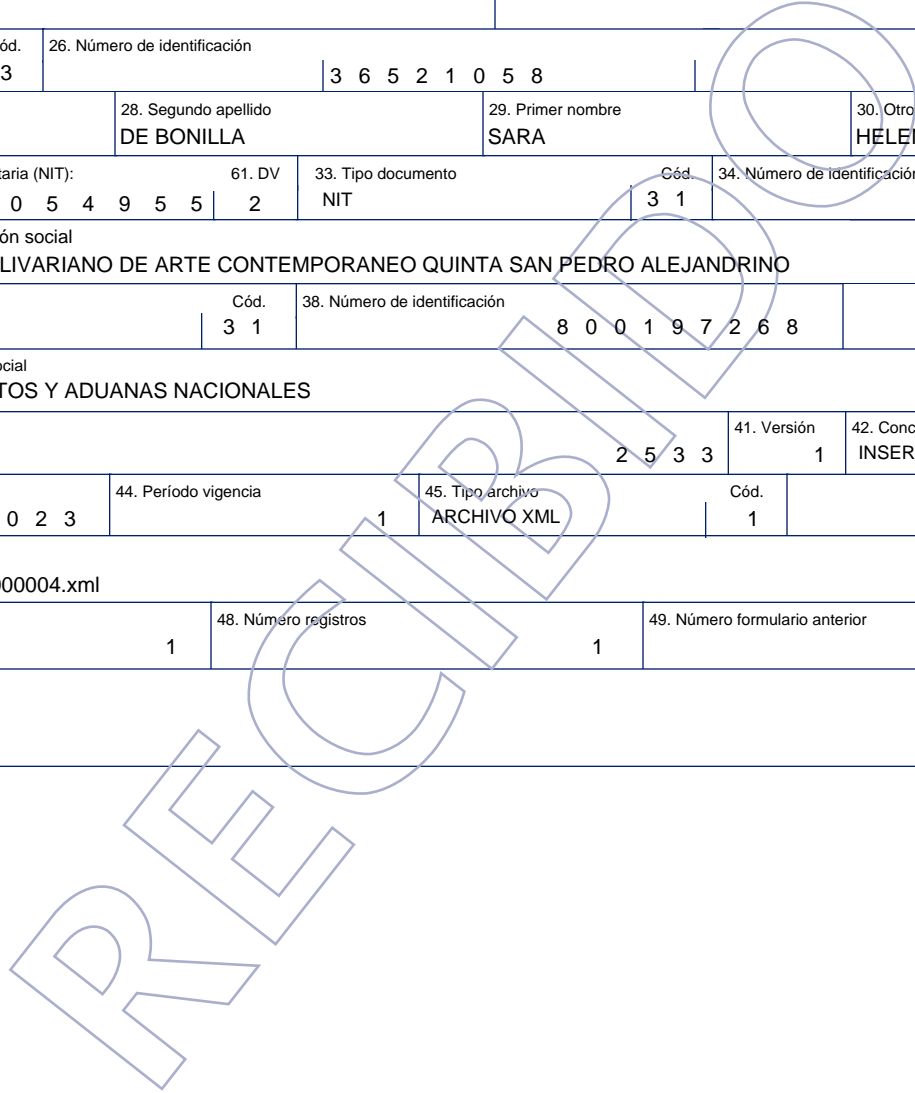 ód. 26. Número de identificación
3 3 6 5 2 1 0 5 8
28. Segundo apellido 29. Primer nombre 30. Otro
DE BONILLA SARA HELEN
taria (NIT): 61. DV 33. Tipo documento Cód. 34. Número de identificación
0 5 4 9 5 5 2 NIT 3 1
ón social
LIVARIANO DE ARTE CONTEMPORANEO QUINTA SAN PEDRO ALEJANDRINO
Cód. 38. Número de identificación
3 1 8 0 0 1 9 7 2 6 8
ocial
TOS Y ADUANAS NACIONALES
41. Versión 42. Conc
2 5 3 3 1 INSER
44. Período vigencia 45. Tipo archivo Cód.
0 2 3 1 ARCHIVO XML 1
000004.xml
48. Número registros 49. Número formulario anterior
1 1
RECIBIDO